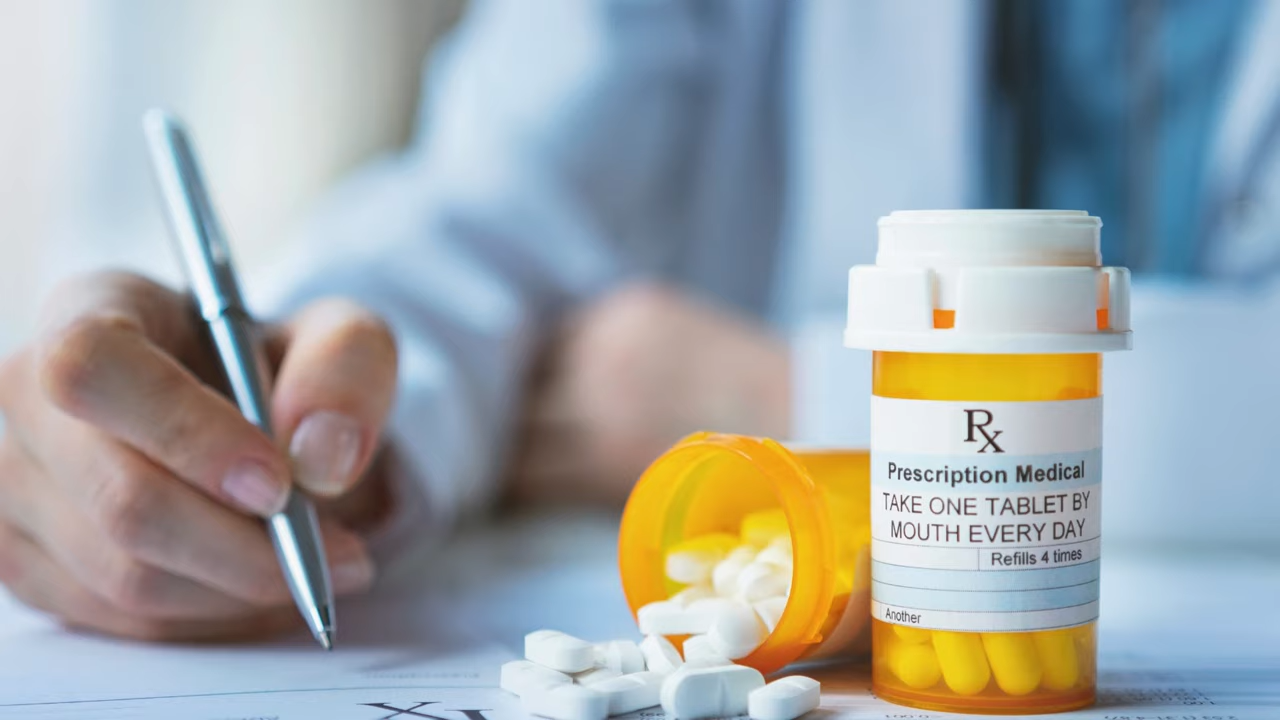 Rx
Prescription Medical
TAKE ONE TABLET BY
MOUTH EVERY DAY
Refills 4 times
Another